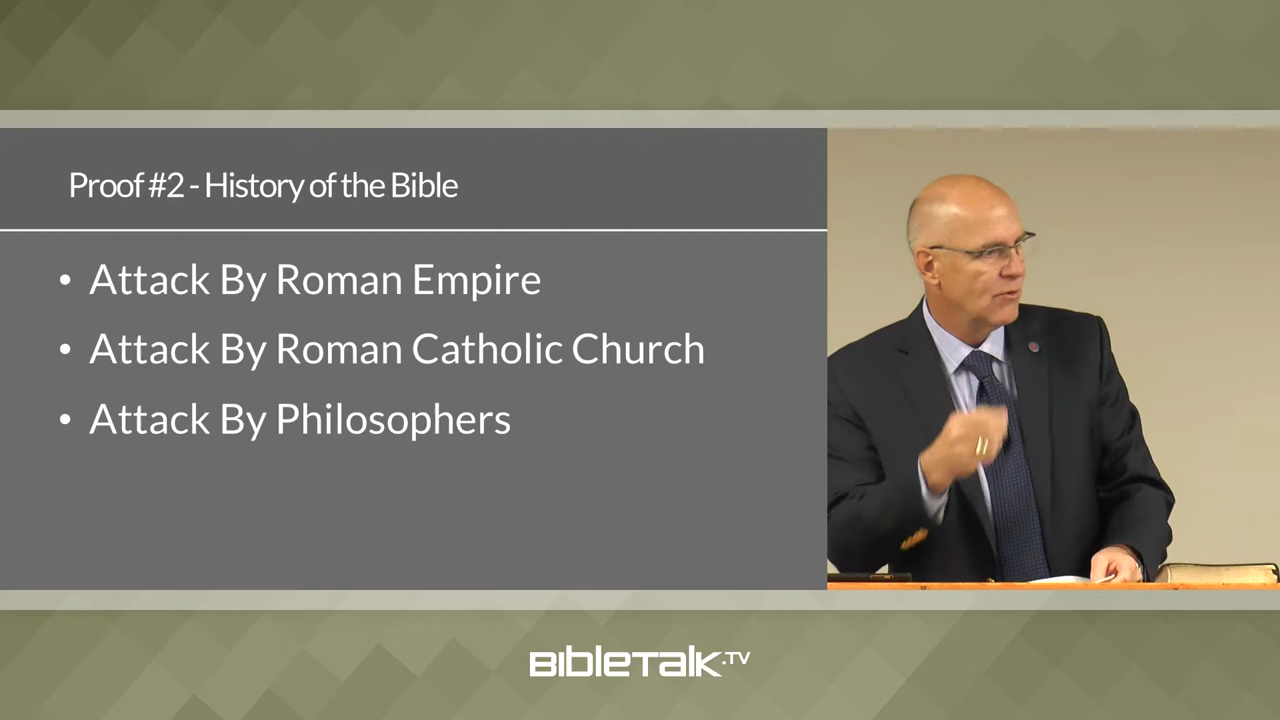 Proof #2 - History of the Bible
• Attack By Roman Empire
• Attack By Roman Catholic Church
• Attack By Philosophers
BibleTalk.TV